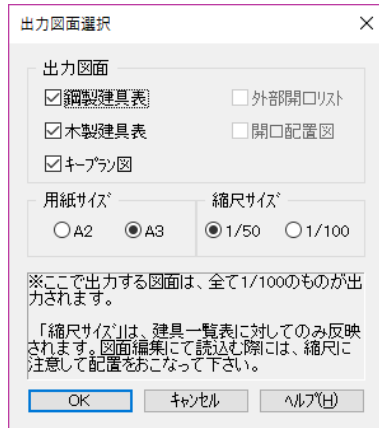 出力図面選択
出力図面
鋼製建具表
外部開口ﾘｽﾄ
木製建具表
開口配置図
ｷｰﾌﾟﾗﾝ図
用紙ｻｲｽﾞ
縮尺ｻｲｽﾞ
A2
A3
1/50
1/100
※ここで出力する図面は、全て1/100のものが出
力されます。
「縮尺ｻｲｽﾞ」は、建具一覧表に対してのみ反映
されます。図面編集にて読込む際には、縮尺に
注意して配置をおこなって下さい。
OK
ｷｬﾝｾﾙ
ﾍﾙﾌﾟ(H)